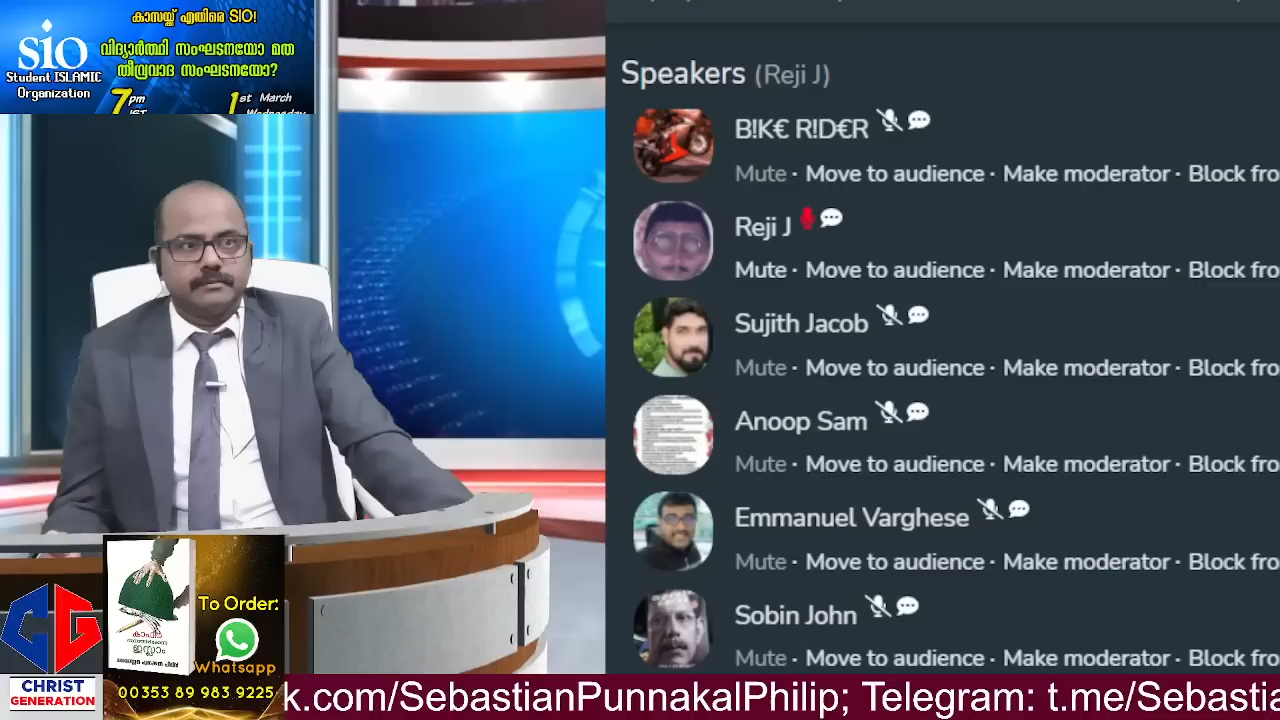 കാസയ്ക്ക് എതിരെ SIO!
വിദ്യാർത്ഥി സംഘടനയോ മത
തീവ്രവാദ സംഘടനയോ?
sio
Student ISLAMIC
Organization
7pm
1st March
Speakers (Reji J)
B!K€ R!D€R
Mute · Move to audience · Make moderator · Block fro
Reji J
Mute · Move to audience · Make moderator · Block fro
Sujith Jacob
Mute · Move to audience · Make moderator · Block fro
Anoop Sam
Mute · Move to audience · Make moderator · Block fro
Emmanuel Varghese
Mute · Move to audience · Make moderator · Block fro
Sobin John
Mute · Move to audience · Make moderator · Block fro
കാഫിർ
ഇസ്ലാം
To Order:
Whatsapp
00353 89 983 9225
CG
CHRIST
GENERATION
k.com/SebastianPunnakalPhilip; Telegram: t.me/Sebastia